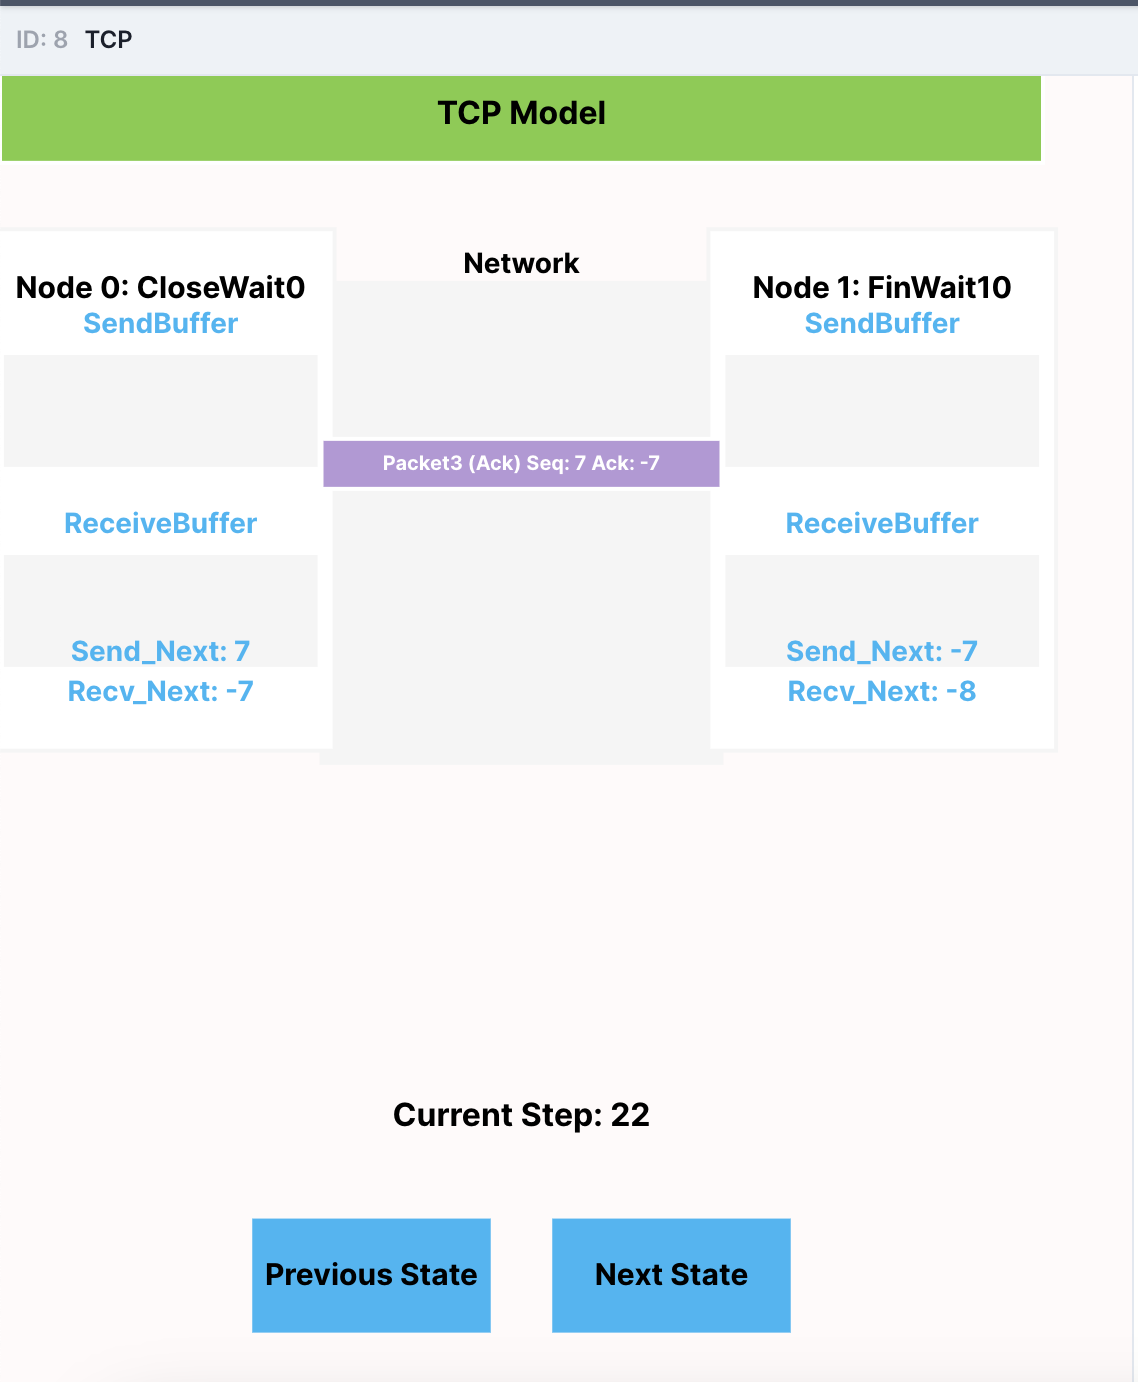 ID: 8 TCP
TCP Model
Network
Node 0: CloseWait0
SendBuffer
ReceiveBuffer
Send_Next: 7
Recv_Next: -7
Packet3 (Ack) Seq: 7 Ack: -7
Node 1: FinWait10
SendBuffer
ReceiveBuffer
Send_Next: -7
Recv_Next: -8
Current Step: 22
Previous State
Next State